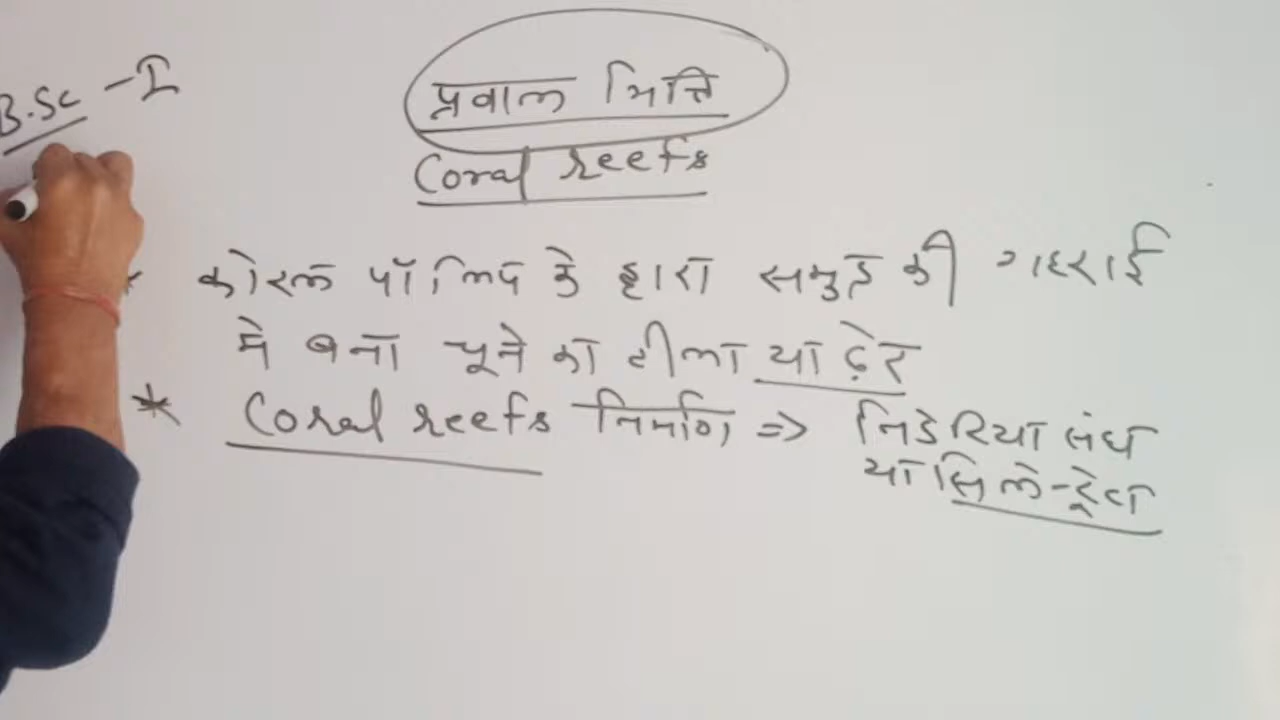 B.Sc - I
प्रवाल भित्ति
Coral reefs
* कोरल पॉलिप के द्वारा समुद्र की गहराई
मे बना चूने का टीला या ढ़ेर
* Coral reefs निर्माण => निडेरिया संघ
या सिलेन्ट्रेटा